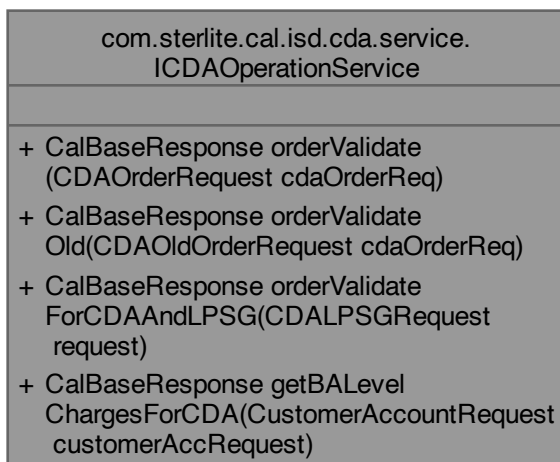 com.sterlite.cal.isd.cda.service.
ICDAOperationService
+ CalBaseResponse orderValidate
(CDAOrderRequest cdaOrderReq)
+ CalBaseResponse orderValidate
Old(CDAOldOrderRequest cdaOrderReq)
+ CalBaseResponse orderValidate
ForCDAAndLPSG(CDALPSGRequest
request)
+ CalBaseResponse getBALevel
ChargesForCDA(CustomerAccountRequest
customerAccRequest)